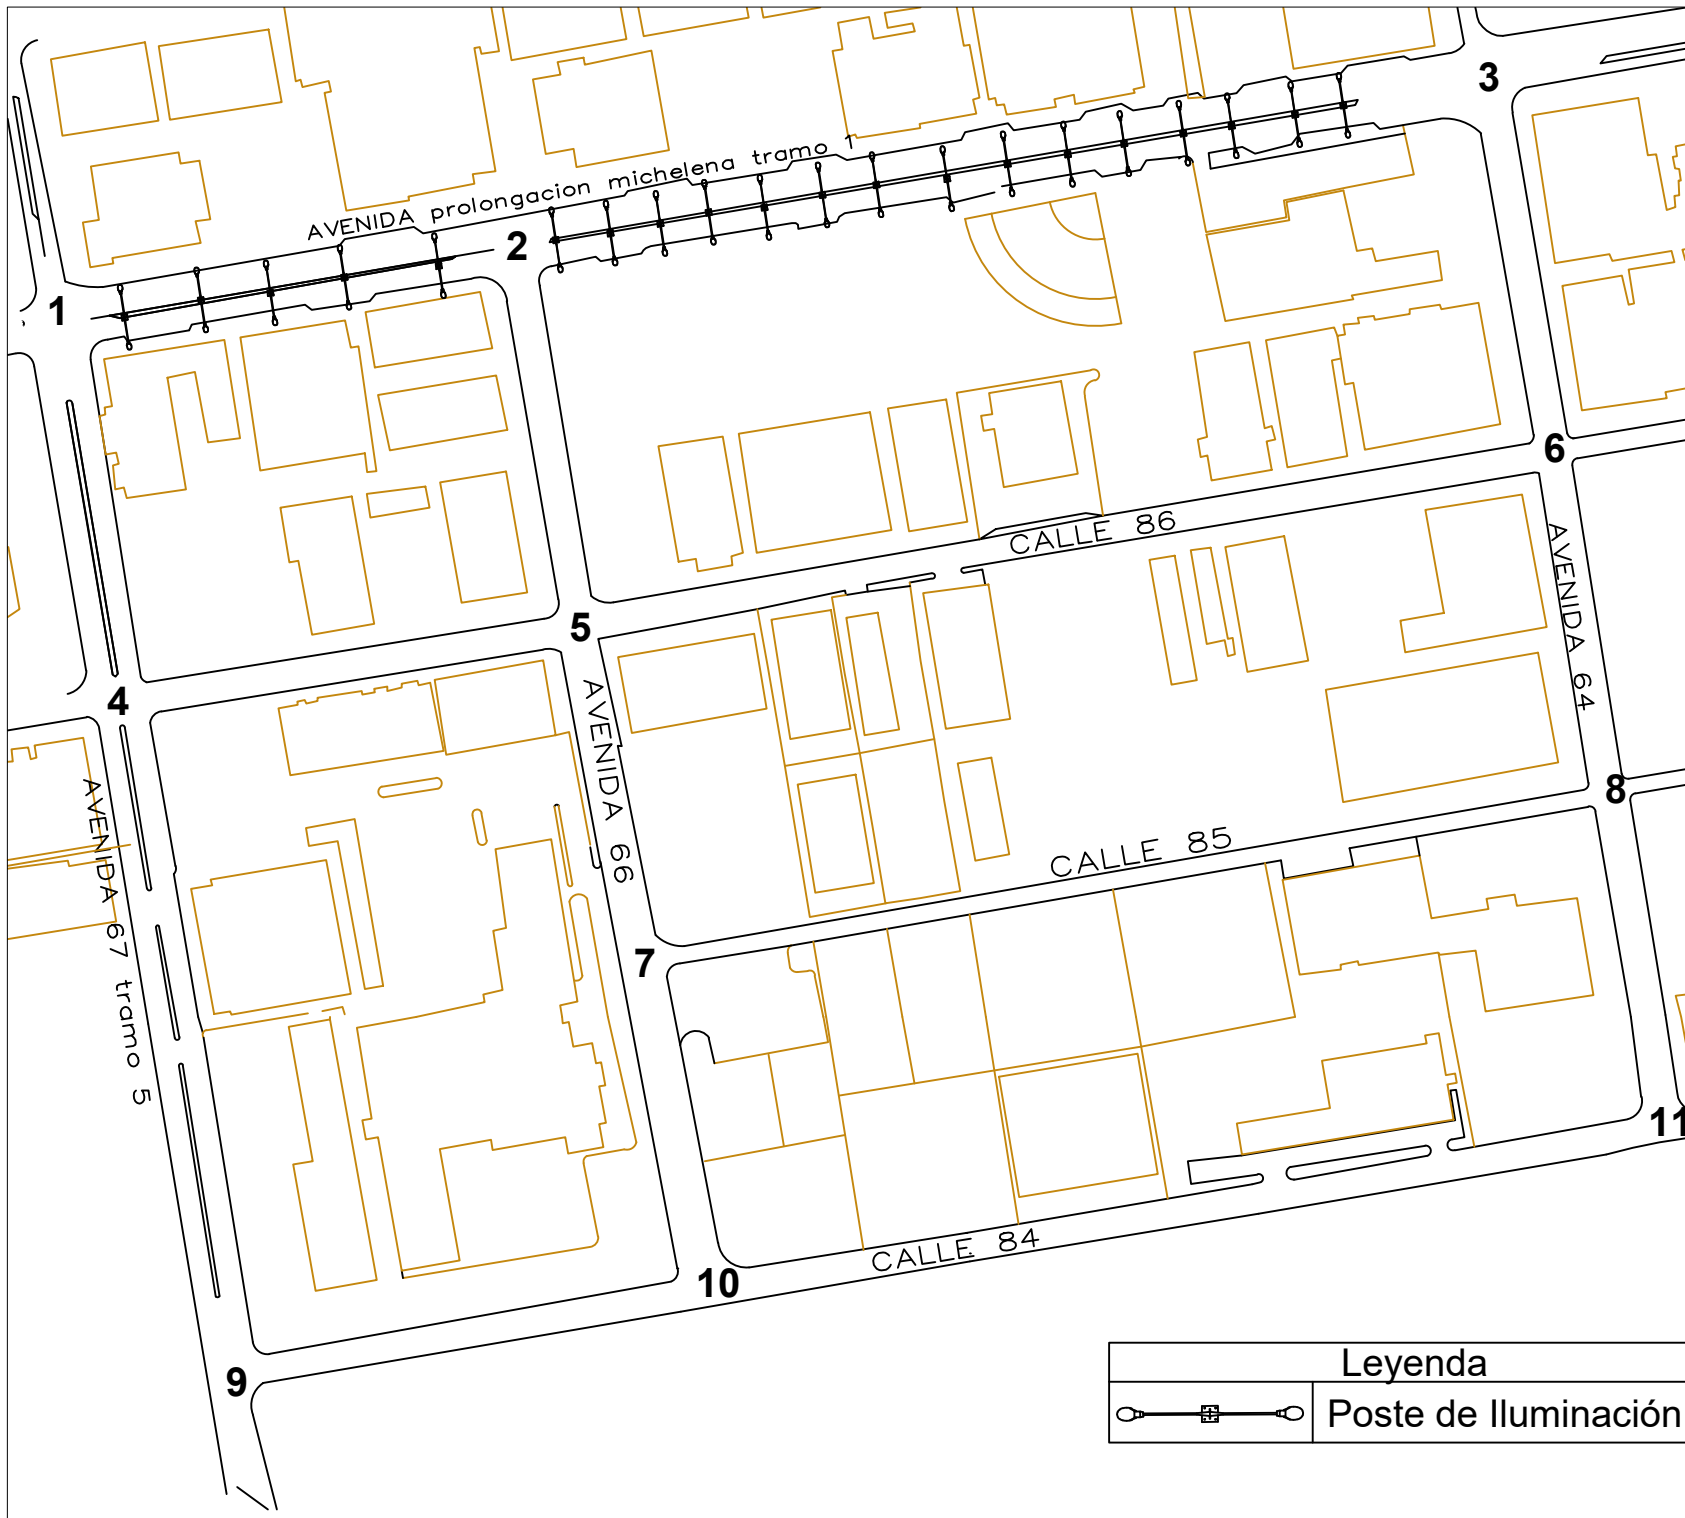 3
AVENIDA prolongacion michelena tramo 1
2
1
6
CALLE 86
AVENIDA 64
5
4
AVENIDA 66
AVENIDA 67 tramo 5
8
CALLE 85
7
11
CALLE 84
10
9
Leyenda
Poste de Iluminación